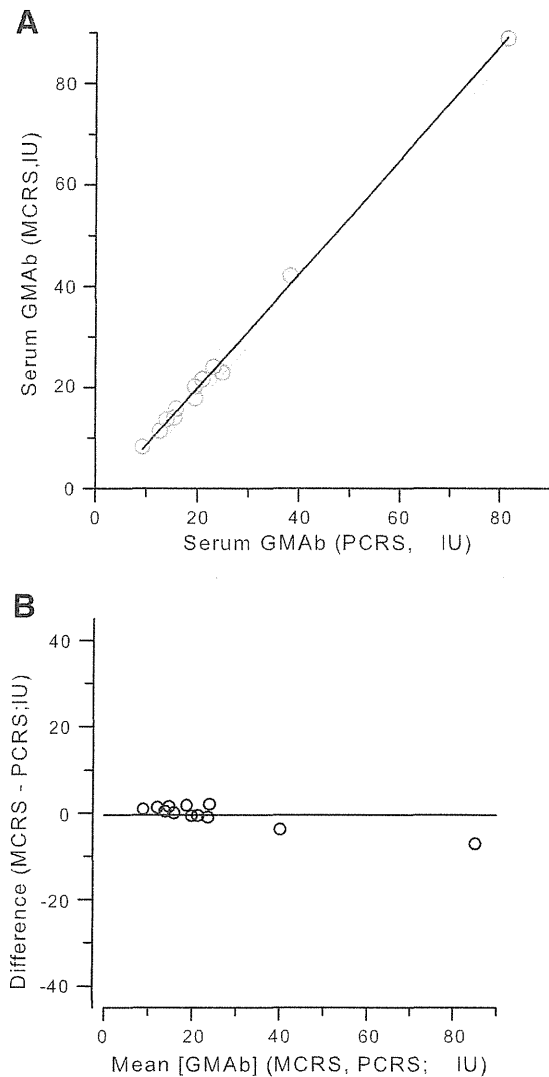 A
80
60
40
20
0
0 20 40 60 80
Serum GMAb (MCRS,IU)
Serum GMAb (PCRS, IU)
B
40
20
0
-20
-40
0 20 40 60 80
Difference (MCRS - PCRS;IU)
Mean [GMAb] (MCRS, PCRS; IU)